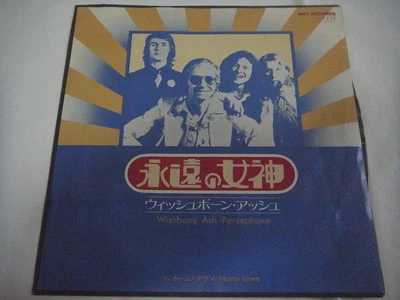 永遠の女神
ウィッシュボーン・アッシュ
Wishbone Ash/Persephone
ホーム・タウン Home Town